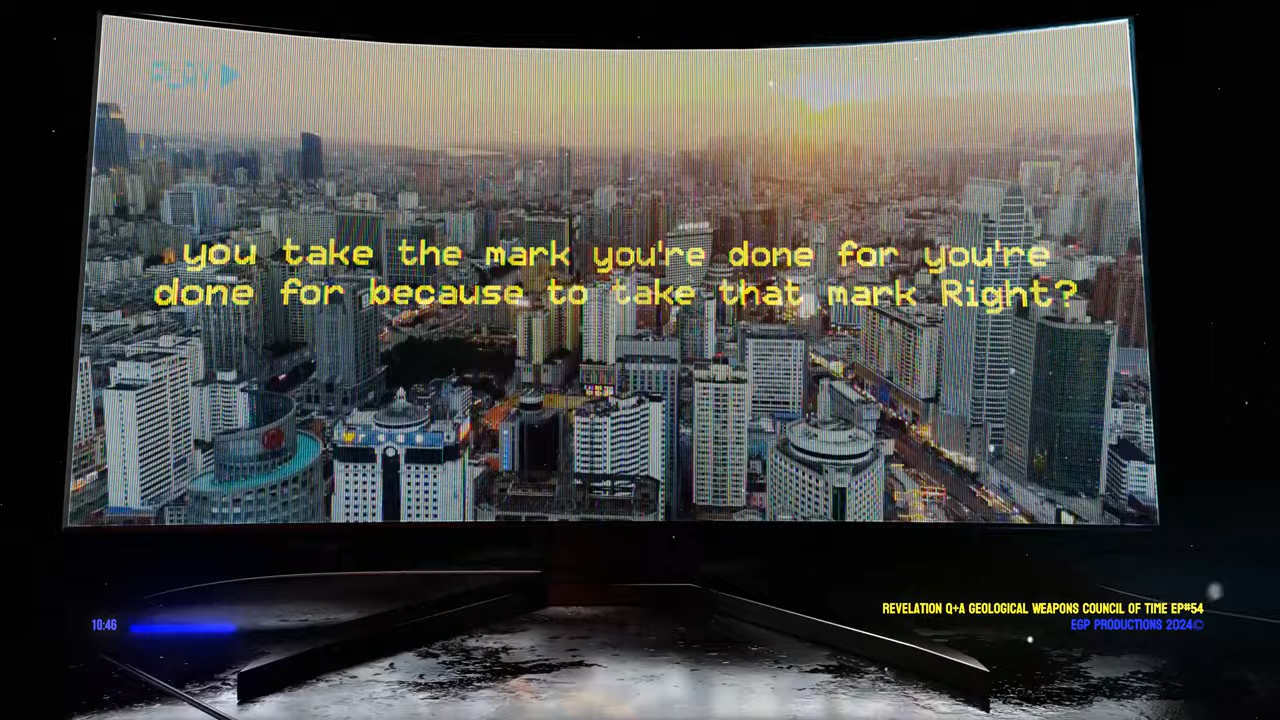 PLAY
you take the mark you're done for you're
done for because to take that mark Right?
10:46
REVELATION Q+A GEOLOGICAL WEAPONS COUNCIL OF TIME EP#54
EGP PRODUCTIONS 2024©